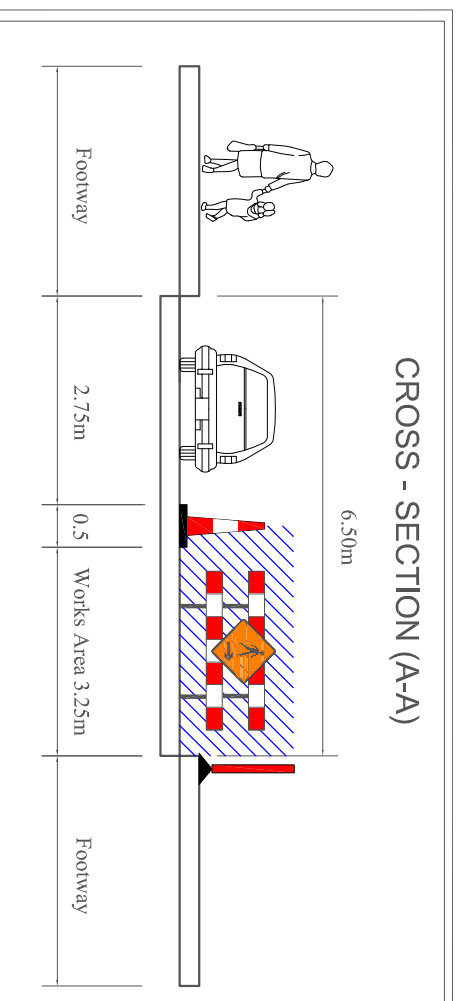 CROSS - SECTION (A-A)
6.50m
Footway
2.75m
0.5
Works Area 3.25m
Footway